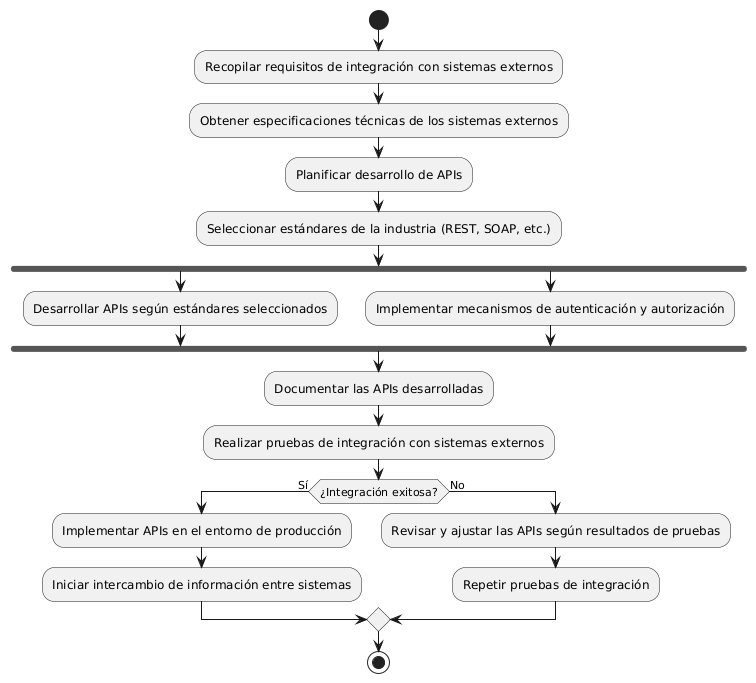 Recopilar requisitos de integración con sistemas externos
Obtener especificaciones técnicas de los sistemas externos
Planificar desarrollo de APIs
Seleccionar estándares de la industria (REST, SOAP, etc.)
Desarrollar APIs según estándares seleccionados
Implementar mecanismos de autenticación y autorización
Documentar las APIs desarrolladas
Realizar pruebas de integración con sistemas externos
¿Integración exitosa?
Sí
No
Implementar APIs en el entorno de producción
Revisar y ajustar las APIs según resultados de pruebas
Iniciar intercambio de información entre sistemas
Repetir pruebas de integración